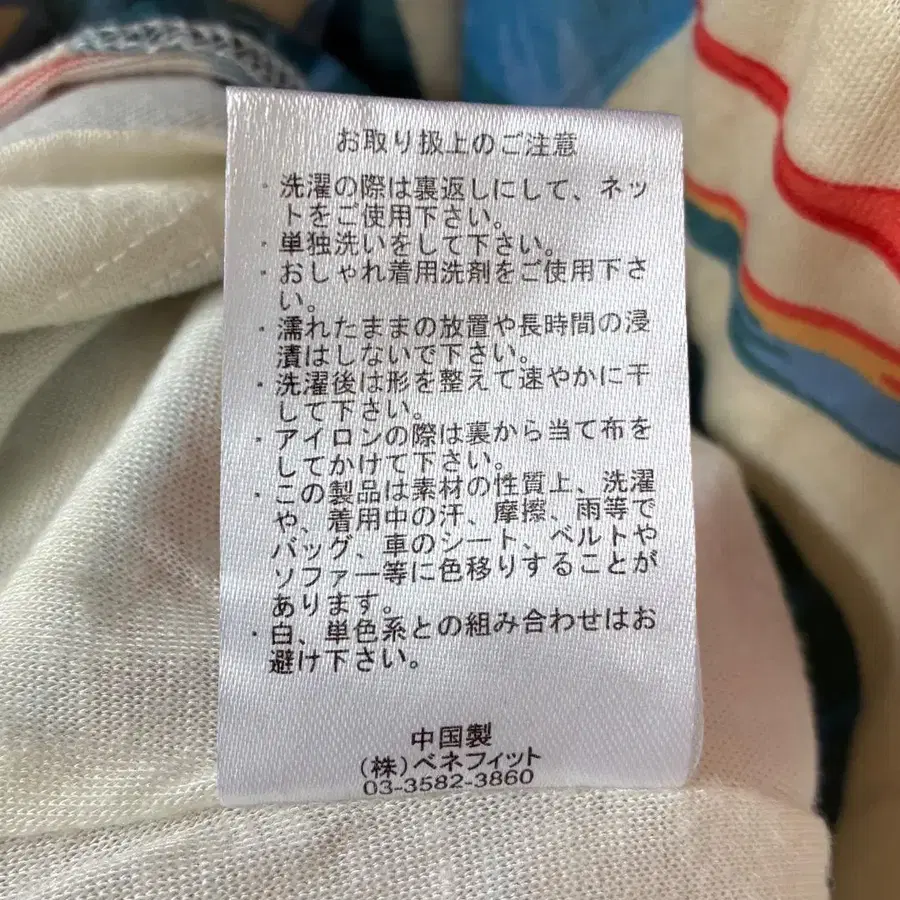 お取り扱上のご注意
・洗濯の際は裏返しにして、ネッ
トをご使用下さい。
・単独洗いをして下さい。
・おしゃれ着用洗剤をご使用下さ
い。
・濡れたままの放置や長時間の浸
漬はしないで下さい。
・洗濯後は形を整えて速やかに干
して下さい。
・アイロンの際は裏から当て布を
してかけて下さい。
・この製品は素材の性質上、洗濯
や、着用中の汗、摩擦、雨等で
バッグ、車のシート、ベルトや
ソファー等に色移りすることが
あります。
・白、単色系との組み合わせはお
避け下さい。
中国製
(株)ベネフィット
03-3582-3860